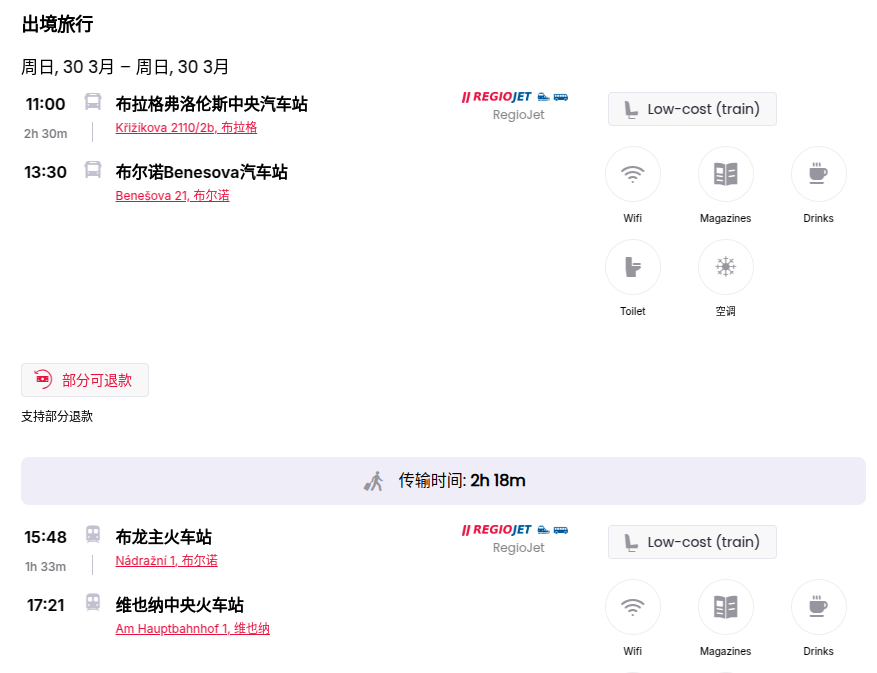 出境旅行
周日, 30 3月 – 周日, 30 3月
11:00 布拉格弗洛伦斯中央汽车站
2h 30m Křižíkova 2110/2b, 布拉格
13:30 布尔诺Benesova汽车站
Benešova 21, 布尔诺
REGIOJET
RegioJet
Low-cost (train)
Wifi Magazines Drinks
Toilet 空调
部分可退款
支持部分退款
传输时间: 2h 18m
15:48 布龙主火车站
1h 33m Nádražní 1, 布尔诺
17:21 维也纳中央火车站
Am Hauptbahnhof 1, 维也纳
REGIOJET
RegioJet
Low-cost (train)
Wifi Magazines Drinks